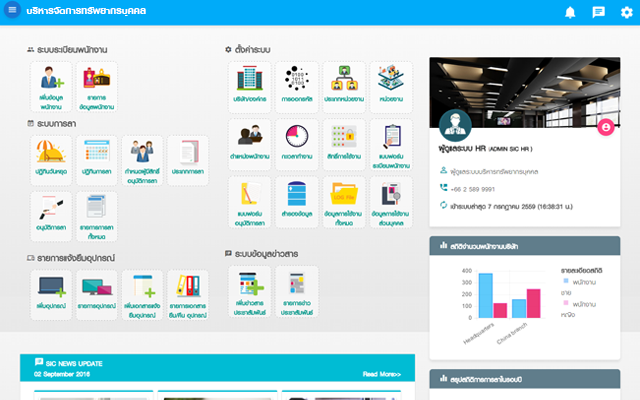 บริหารจัดการทรัพยากรบุคคล
ระบบระเบียนพนักงาน
เพิ่มข้อมูล
พนักงาน
รายการ
ข้อมูลพนักงาน
ระบบการลา
ปฏิทินวันหยุด
ปฏิทินการลา
กำหนดผู้มีสิทธิ์
อนุมัติการลา
ประเภทการลา
อนุมัติการลา
รายการการลา
ทั้งหมด
รายการแจ้งยืมอุปกรณ์
เพิ่มอุปกรณ์
รายการอุปกรณ์
เพิ่มเอกสารแจ้ง
ยืมอุปกรณ์
รายการเอกสาร
ยืม/คืน อุปกรณ์
ตั้งค่าระบบ
บริษัท/องค์กร
การออกรหัส
ประเภทหน่วยงาน
หน่วยงาน
ตำแหน่งพนักงาน
กะเวลาทำงาน
สิทธิ์การใช้งาน
แบบฟอร์ม
ระเบียนพนักงาน
แบบฟอร์ม
อนุมัติการลา
สำรองข้อมูล
LOG FILE
ข้อมูลการใช้งาน
ทั้งหมด
ข้อมูลการใช้งาน
ส่วนบุคคล
ระบบข้อมูลข่าวสาร
เพิ่มข่าวสาร
ประชาสัมพันธ์
รายการข่าว
ประชาสัมพันธ์
ผู้ดูแลระบบ HR (ADMIN SIC HR )
ผู้ดูแลระบบบริหารทรัพยากรบุคคล
+66 2 589 9991
เข้าระบบล่าสุด 7 กรกฎาคม 2559 (16:38:31 น.)
สถิติจำนวนพนักงานบริษัท
400
300
200
100
0
Headquarters
China branch
รายละเอียดสถิติ
พนักงาน
ชาย
พนักงาน
หญิง
สรุปสถิติการการลาในรอบปี
SIC NEWS UPDATE
02 September 2016
Read More>>